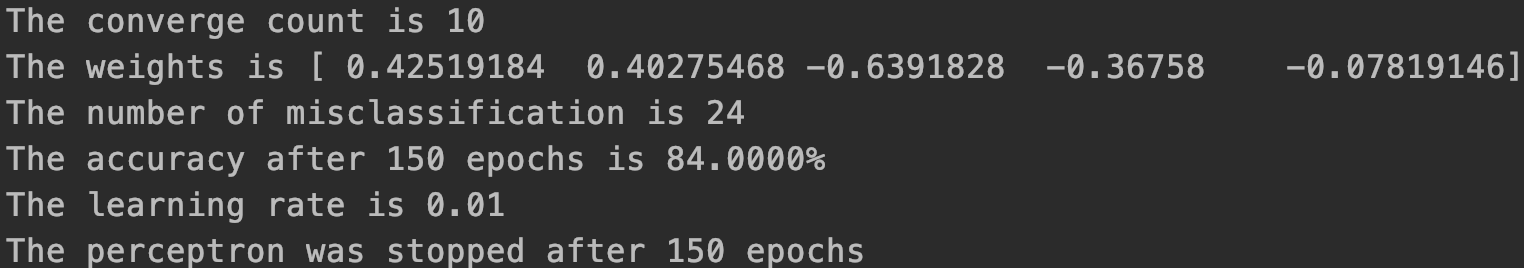 The converge count is 10
The weights is [ 0.42519184  0.40275468 -0.6391828  -0.36758    -0.07819146]
The number of misclassification is 24
The accuracy after 150 epochs is 84.0000%
The learning rate is 0.01
The perceptron was stopped after 150 epochs